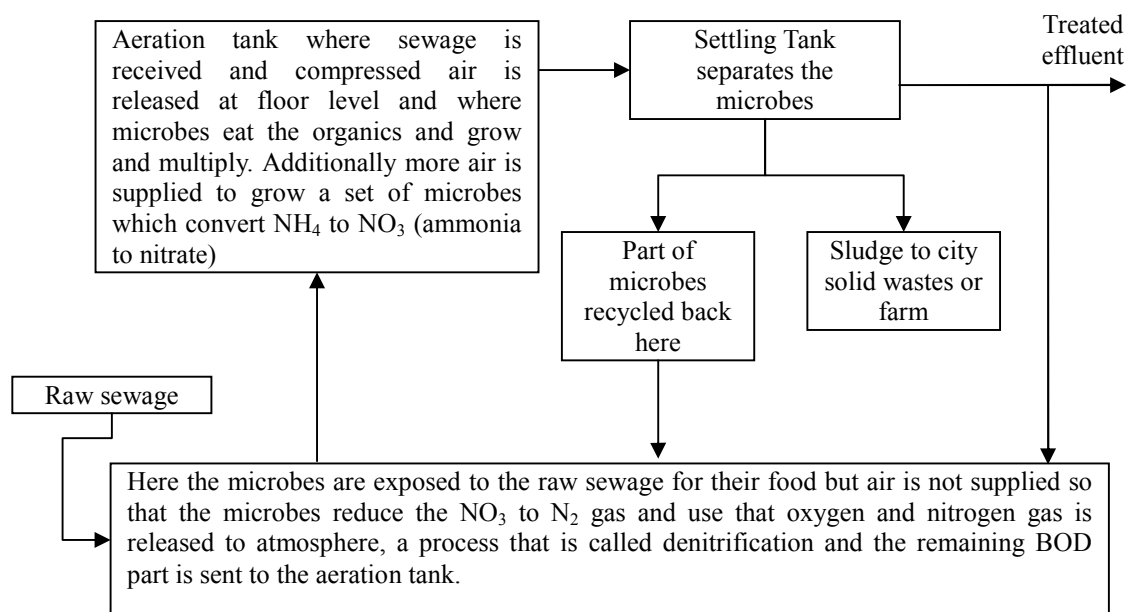 Aeration tank where sewage is
received and compressed air is
released at floor level and where
microbes eat the organics and grow
and multiply. Additionally more air is
supplied to grow a set of microbes
which convert NH₄ to NO₃ (ammonia
to nitrate)
Settling Tank
separates the
microbes
Treated
effluent
Part of
microbes
recycled back
here
Sludge to city
solid wastes or
farm
Raw sewage
Here the microbes are exposed to the raw sewage for their food but air is not supplied so
that the microbes reduce the NO₃ to N₂ gas and use that oxygen and nitrogen gas is
released to atmosphere, a process that is called denitrification and the remaining BOD
part is sent to the aeration tank.